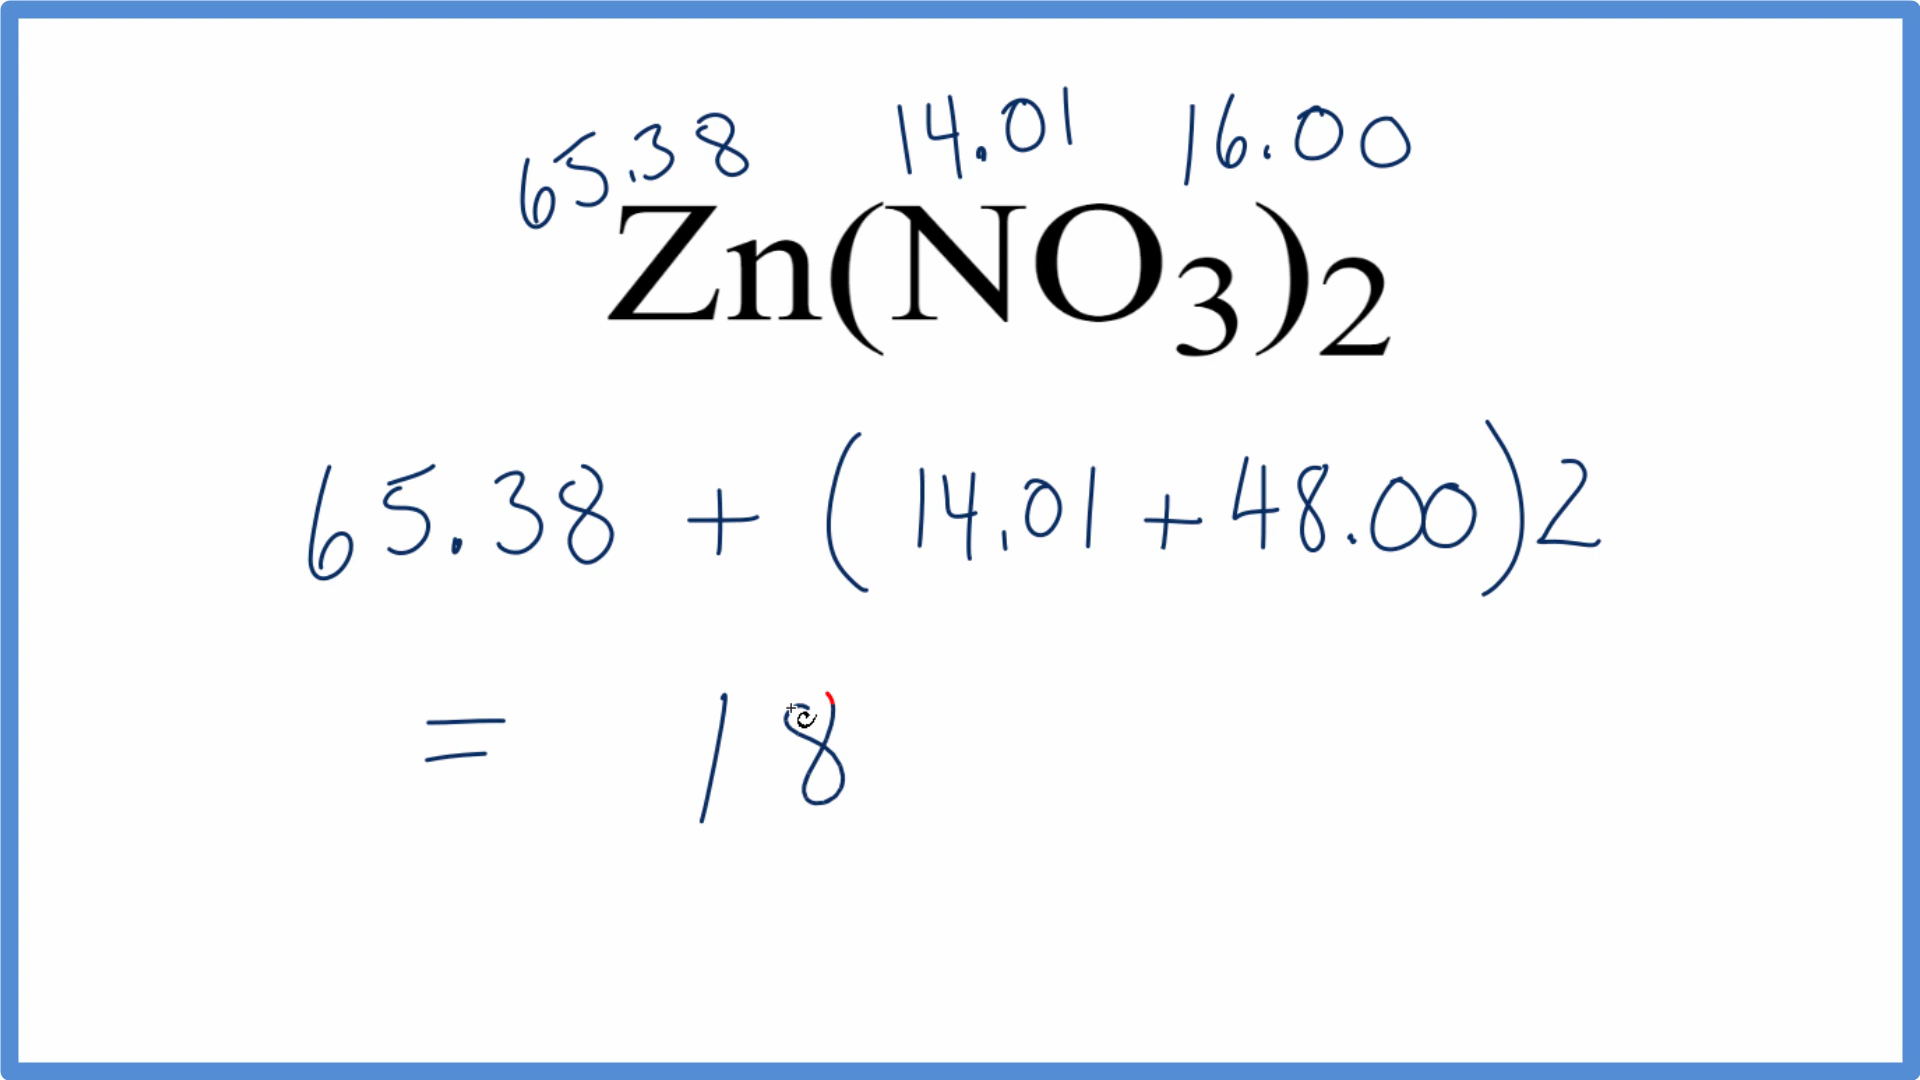 65.38 14.01 16.00
Zn(NO3)2
65.38 + (14.01 + 48.00)2
= 18